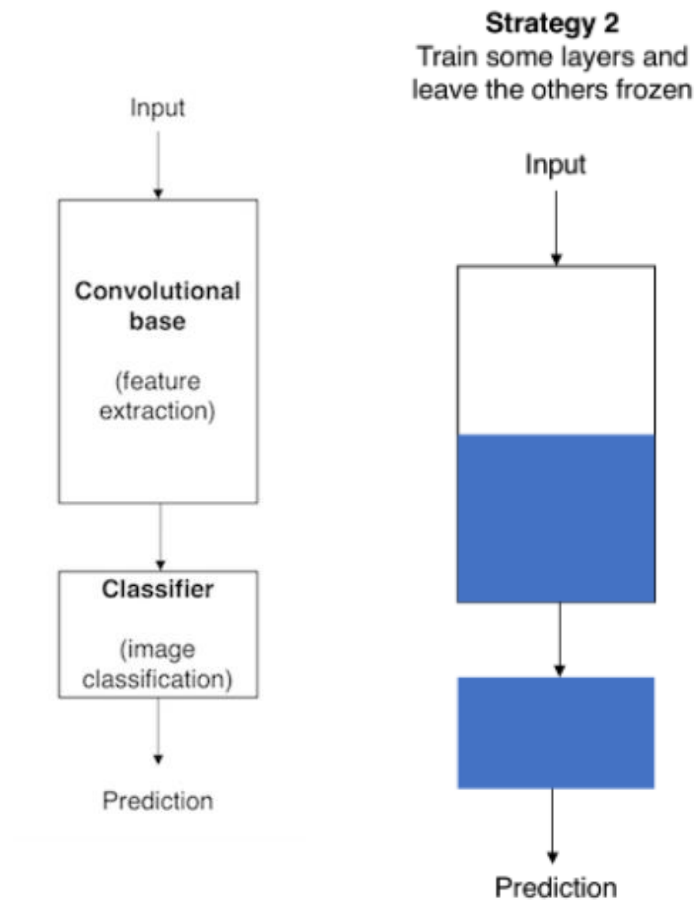 Input
Convolutional
base
(feature
extraction)
Classifier
(image
classification)
Prediction
Strategy 2
Train some layers and
leave the others frozen
Input
Prediction